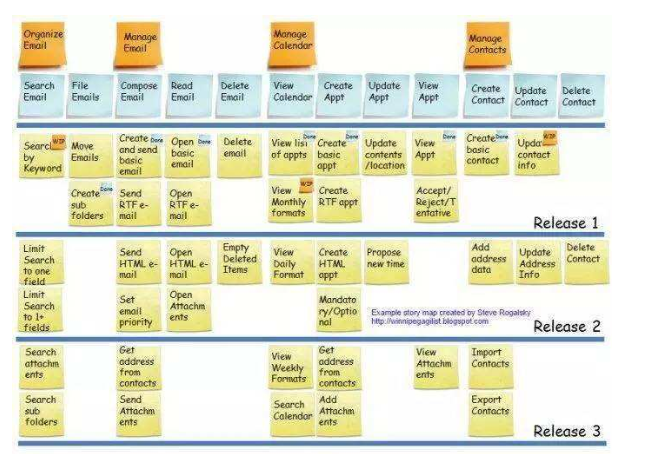 Organize
Email
Manage
Email
Manage
Calendar
Manage
Contacts
Search
Email
File
Emails
Compose
Email
Read
Email
Delete
Email
View
Calendar
Create
Appt
Update
Appt
View
Appt
Create
Contact
Update
Contact
Delete
Contact
Search
by
Keyword
WIP
Move
Emails
Create
and send
basic
email
Done
Open
basic
email
Done
Delete
email
View list
of appts
Done
Create
basic
appt
Done
Update
contents
/location
View
Appt
Done
Create
basic
contact
Done
Update
contact
info
WIP
Create
sub
folders
Done
Send
RTF e-
mail
Open
RTF e-
mail
View
Monthly
formats
WIP
Create
RTF appt
Accept/
Reject/T
entative
Release 1
Limit
Search
to one
field
Send
HTML e-
mail
Open
HTML e-
mail
Empty
Deleted
Items
View
Daily
Format
Create
HTML
appt
Propose
new time
Add
address
data
Update
Address
Info
Delete
Contact
Limit
Search
to 1+
fields
Set
email
priority
Open
Attachm
ents
Mandato
ry/Optio
nal
Example story map created by Steve Rogalsky
http://winnipegagilist.blogspot.com
Release 2
Search
attachm
ents
Get
address
from
contacts
View
Weekly
Formats
Get
address
from
contacts
View
Attachm
ents
Import
Contacts
Search
sub
folders
Send
Attachm
ents
Search
Calendar
Add
Attachm
ents
Export
Contacts
Release 3